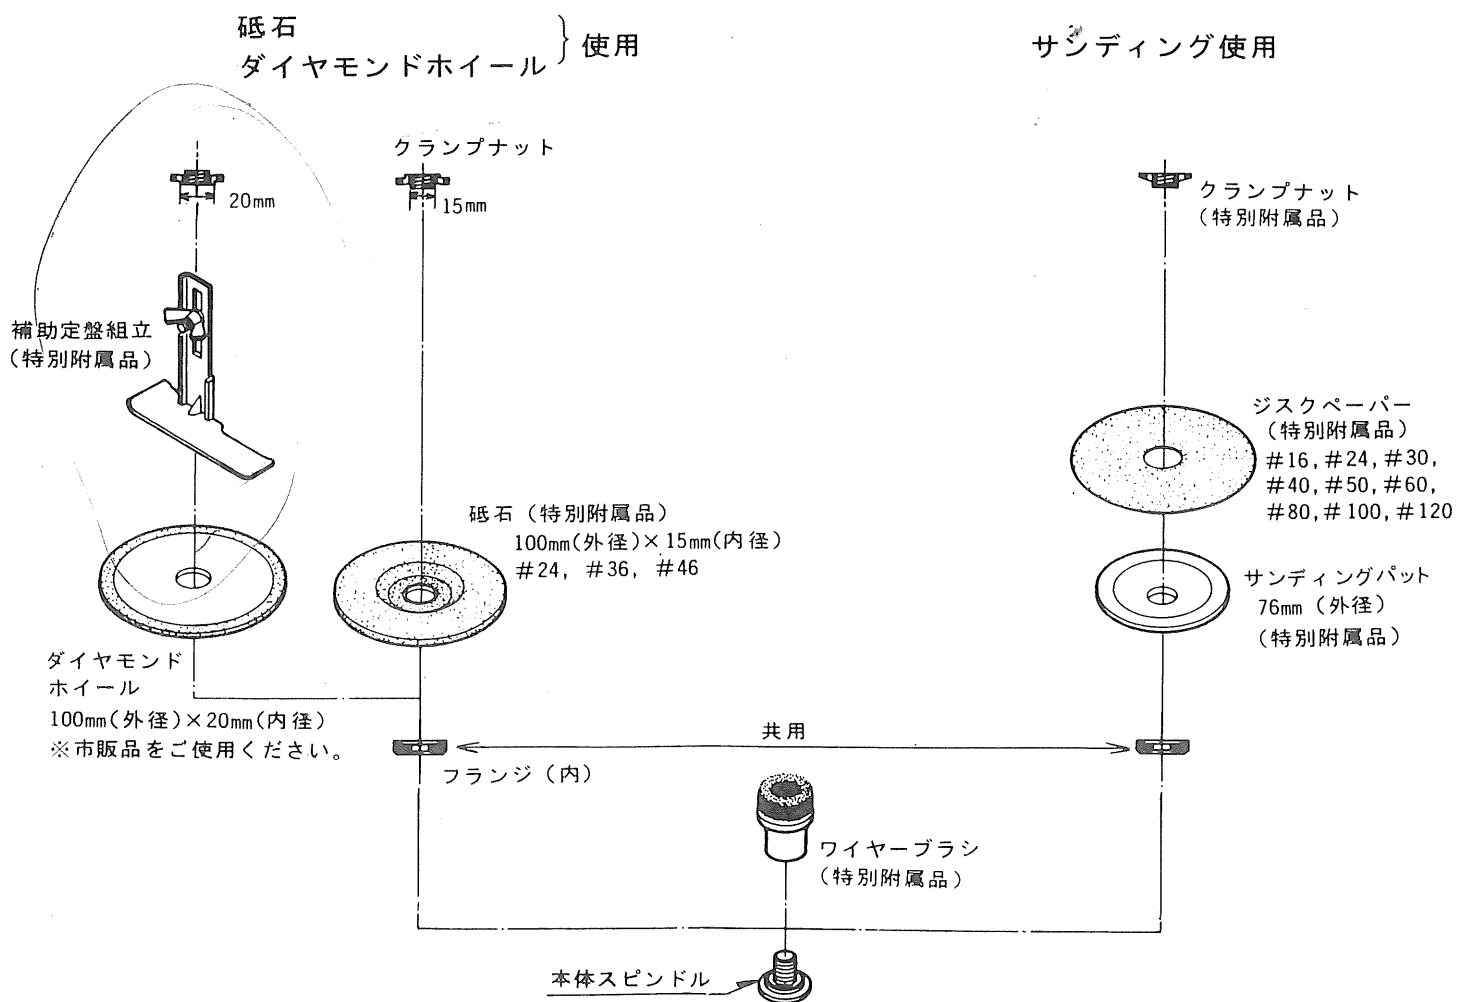 砥石
ダイヤモンドホイール
使用
サンディング使用
クランプナット
20mm
15mm
クランプナット
(特別附属品)
補助定盤組立
(特別附属品)
ジスクペーパー
(特別附属品)
#16, #24, #30,
#40, #50, #60,
#80, #100, #120
砥石(特別附属品)
100mm(外径)×15mm(内径)
#24, #36, #46
サンディングパット
76mm(外径)
(特別附属品)
ダイヤモンド
ホイール
100mm(外径)×20mm(内径)
※市販品をご使用ください。
共用
フランジ(内)
ワイヤーブラシ
(特別附属品)
本体スピンドル